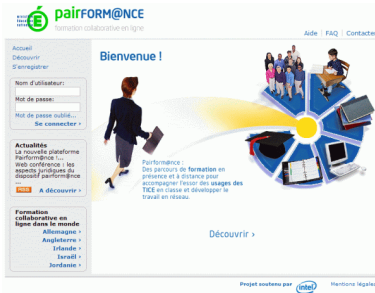 pairFORM@NCE
formation collaborative en ligne
Aide | FAQ | Contacter
Accueil
Découvrir
S'enregistrer
Bienvenue !
Nom d'utilisateur:
Mot de passe:
Mot de passe oublié...
Se connecter ›
Actualités
La nouvelle plateforme
Pairform@nce !...
Web conférence : les
aspects juridiques du
dispositif pairform@nce
...
A découvrir ›
Pairform@nce :
Des parcours de formation en
présence et à distance pour
accompagner l'essor des usages des
TICE en classe et développer le
travail en réseau.
Formation
collaborative en
ligne dans le monde
Allemagne ›
Angleterre ›
Irlande ›
Israël ›
Jordanie ›
Découvrir ›
Projet soutenu par intel Mentions légales